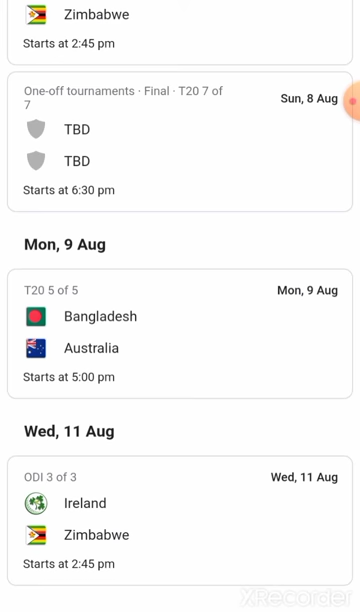 Zimbabwe
Starts at 2:45 pm
One-off tournaments · Final · T20 7 of
7
Sun, 8 Aug
TBD
TBD
Starts at 6:30 pm
Mon, 9 Aug
T20 5 of 5
Mon, 9 Aug
Bangladesh
Australia
Starts at 5:00 pm
Wed, 11 Aug
ODI 3 of 3
Wed, 11 Aug
Ireland
Zimbabwe
Starts at 2:45 pm
XRecorder